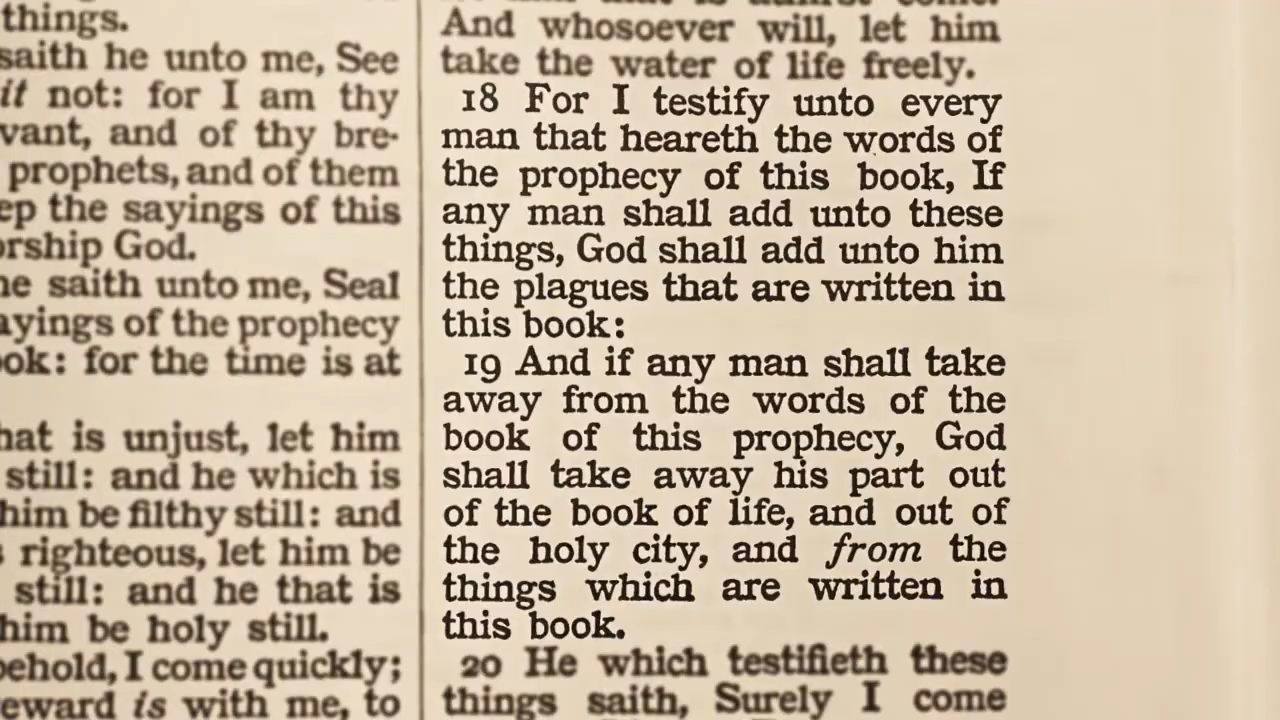 things.
saith he unto me, See
it not: for I am thy
vant, and of thy bre-
prophets, and of them
ep the sayings of this
orship God.
he saith unto me, Seal
ayings of the prophecy
ok: for the time is at
hat is unjust, let him
still: and he which is
him be filthy still: and
righteous, let him be
still: and he that is
him be holy still.
behold, I come quickly;
eward is with me, to
And whosoever will, let him
take the water of life freely.
18 For I testify unto every
man that heareth the words of
the prophecy of this book, If
any man shall add unto these
things, God shall add unto him
the plagues that are written in
this book:
19 And if any man shall take
away from the words of the
book of this prophecy, God
shall take away his part out
of the book of life, and out of
the holy city, and from the
things which are written in
this book.
20 He which testifieth these
things saith, Surely I come